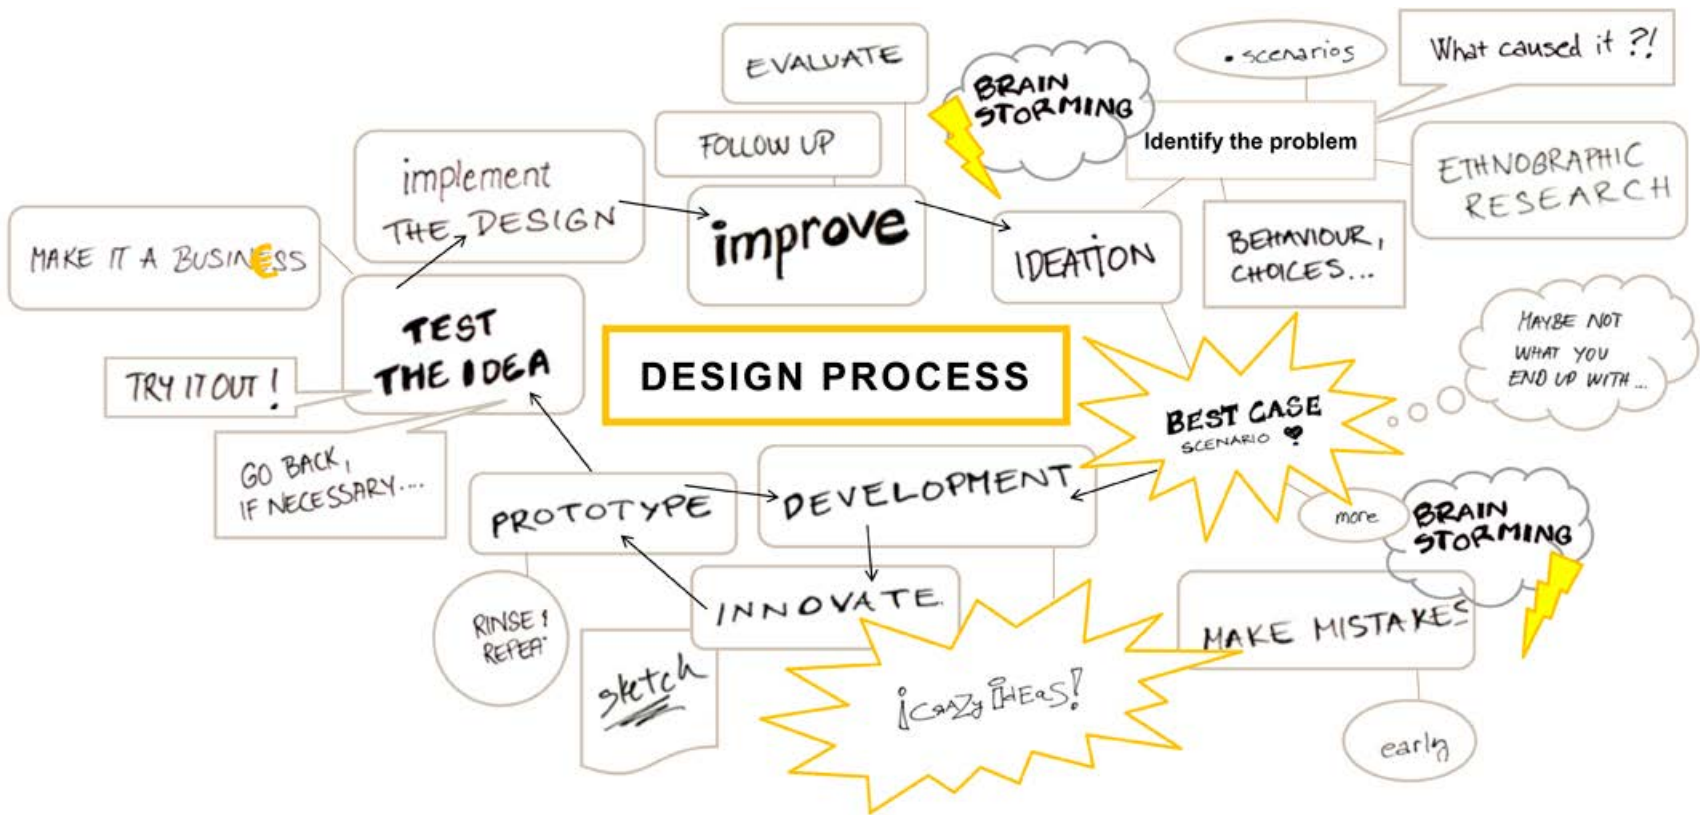 EVALUATE
BRAIN
STORMING
• scenarios
What caused it ?!
FOLLOW UP
Identify the problem
ETHNOGRAPHIC
RESEARCH
implement
THE DESIGN
improve
IDEATION
BEHAVIOUR,
CHOICES...
MAKE IT A BUSIN€SS
TEST
THE IDEA
DESIGN PROCESS
MAYBE NOT
WHAT YOU
END UP WITH...
TRY IT OUT !
BEST CASE
SCENARIO
GO BACK,
IF NECESSARY....
PROTOTYPE
DEVELOPMENT
more
BRAIN
STORMING
INNOVATE
RINSE &
REPEAT
MAKE MISTAKES
sketch
¡CRAZY IDEAS!
early